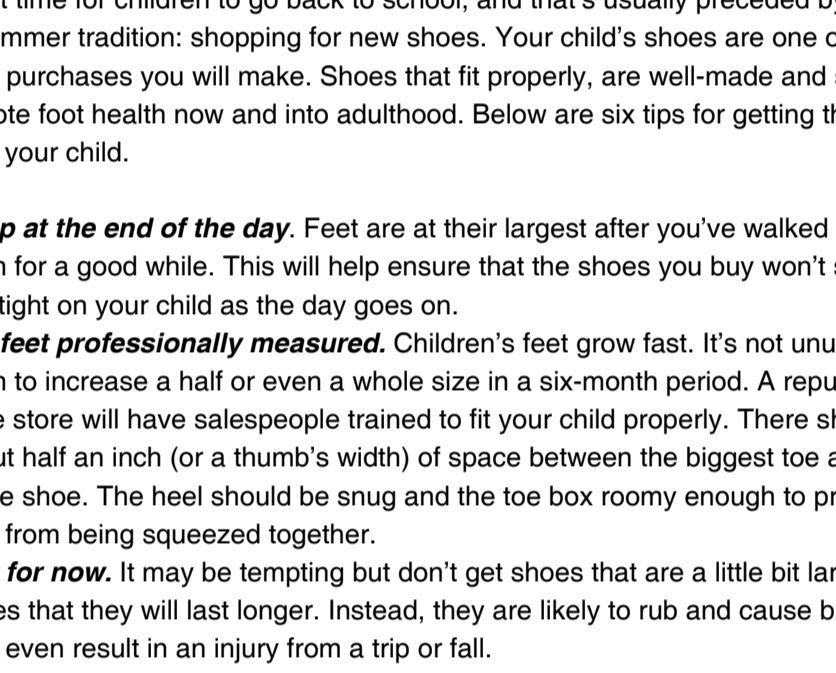 time for children to go back to school, and that's usually preceded
mmer tradition: shopping for new shoes. Your child's shoes are one
purchases you will make. Shoes that fit properly, are well-made and
ote foot health now and into adulthood. Below are six tips for getting
your child.
p at the end of the day. Feet are at their largest after you've walked
for a good while. This will help ensure that the shoes you buy won't
tight on your child as the day goes on.
feet professionally measured. Children's feet grow fast. It's not unu
to increase a half or even a whole size in a six-month period. A repu
store will have salespeople trained to fit your child properly. There
ut half an inch (or a thumb's width) of space between the biggest toe
e shoe. The heel should be snug and the toe box roomy enough to pr
from being squeezed together.
for now. It may be tempting but don't get shoes that are a little bit lar
es that they will last longer. Instead, they are likely to rub and cause b
even result in an injury from a trip or fall.